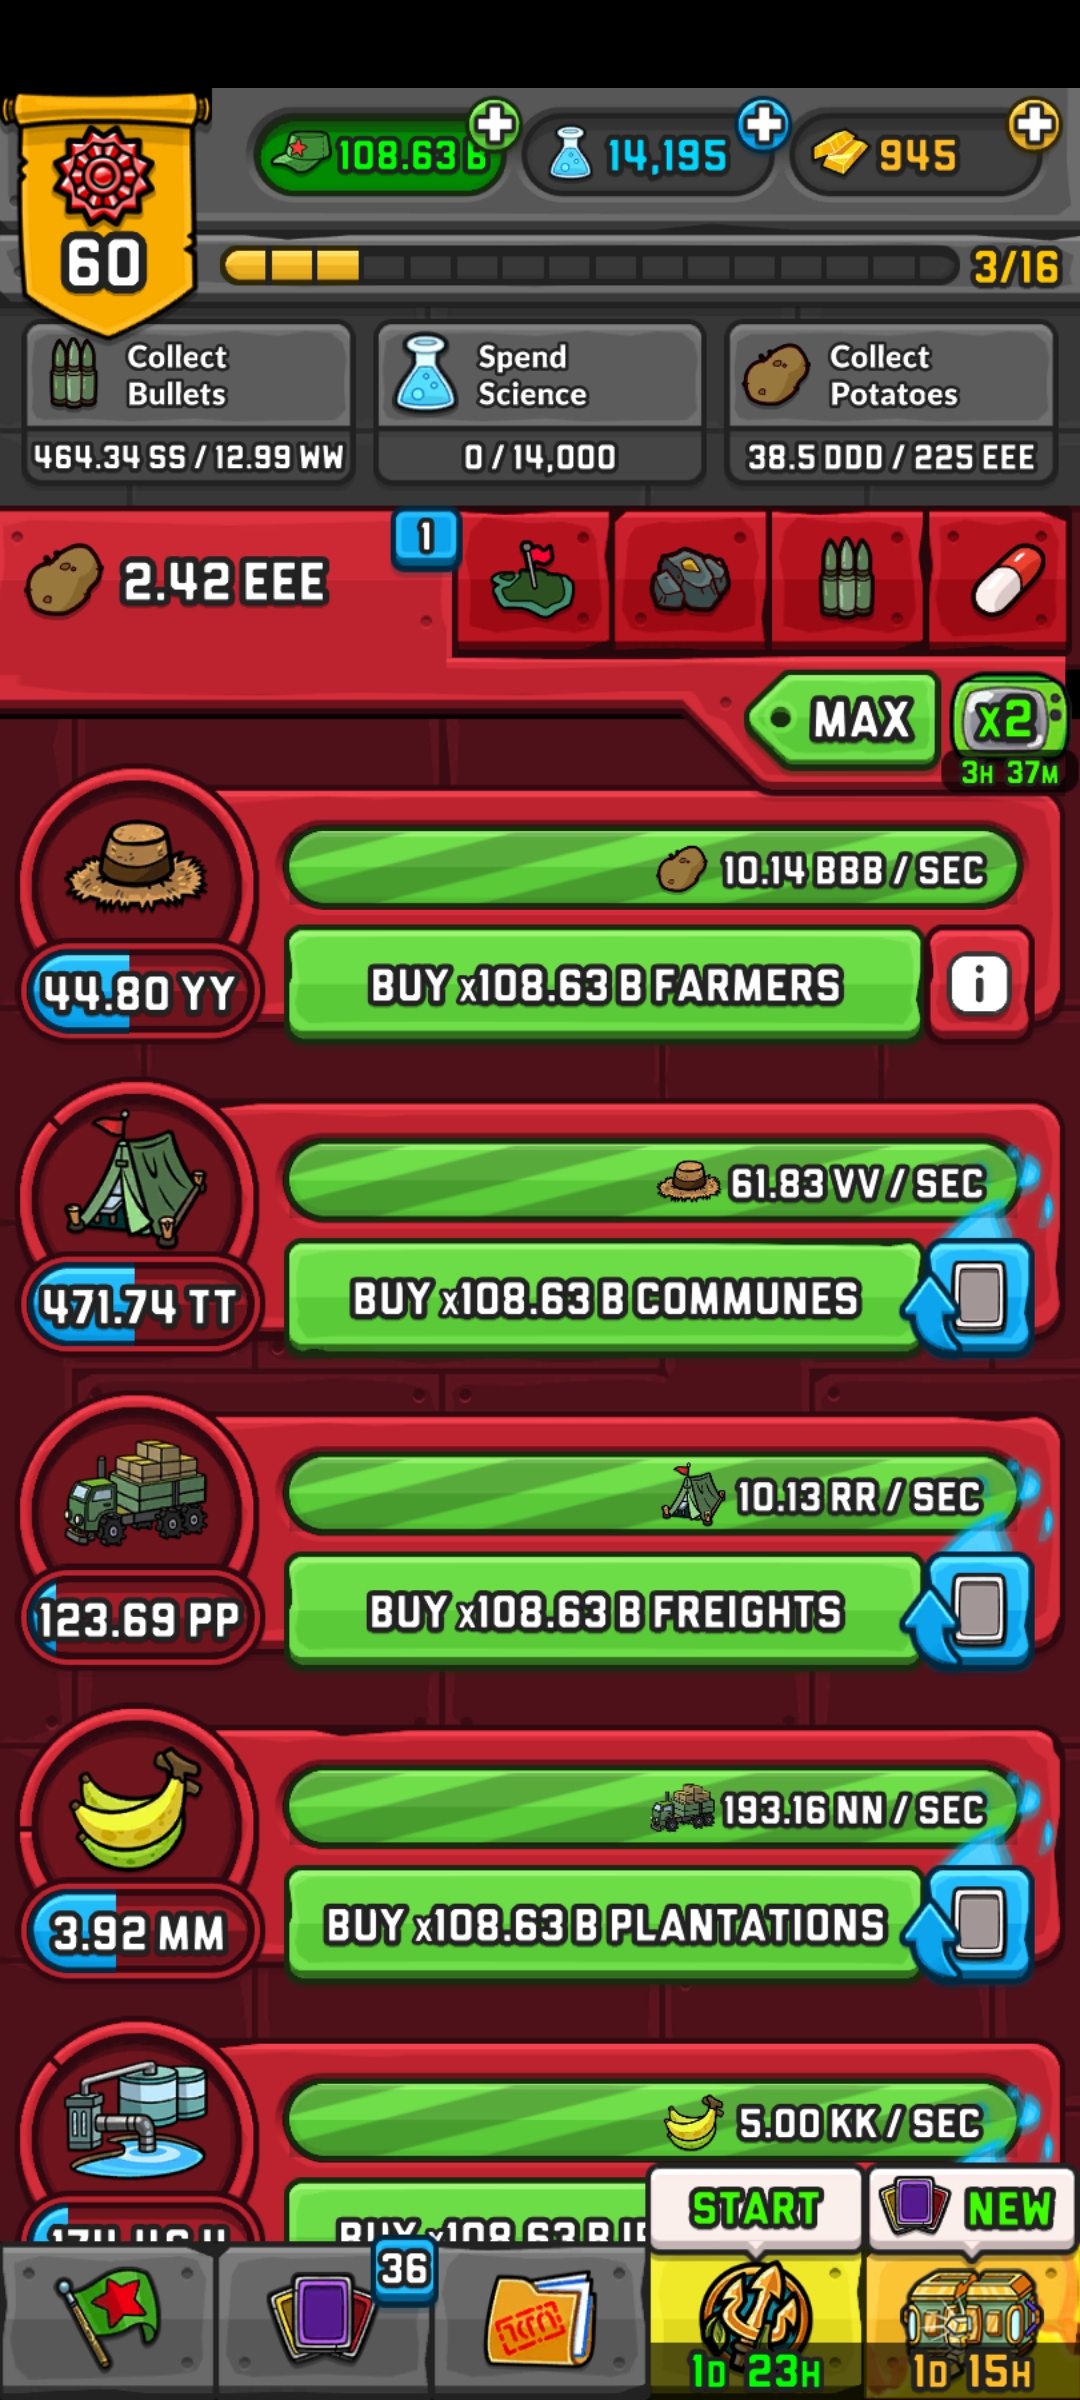 108.63 B
14,195
945
60
3/16
Collect
Bullets
464.34 SS / 12.99 WW
Spend
Science
0 / 14,000
Collect
Potatoes
38.5 DDD / 225 EEE
2.42 EEE
1
MAX
x2
3H 37M
10.14 BBB / SEC
44.80 YY
BUY x108.63 B FARMERS
i
61.83 VV / SEC
471.74 TT
BUY x108.63 B COMMUNES
10.13 RR / SEC
123.69 PP
BUY x108.63 B FREIGHTS
193.16 NN / SEC
3.92 MM
BUY x108.63 B PLANTATIONS
5.00 KK / SEC
BUY x108.63 B
START
NEW
36
1D 23H
1D 15H